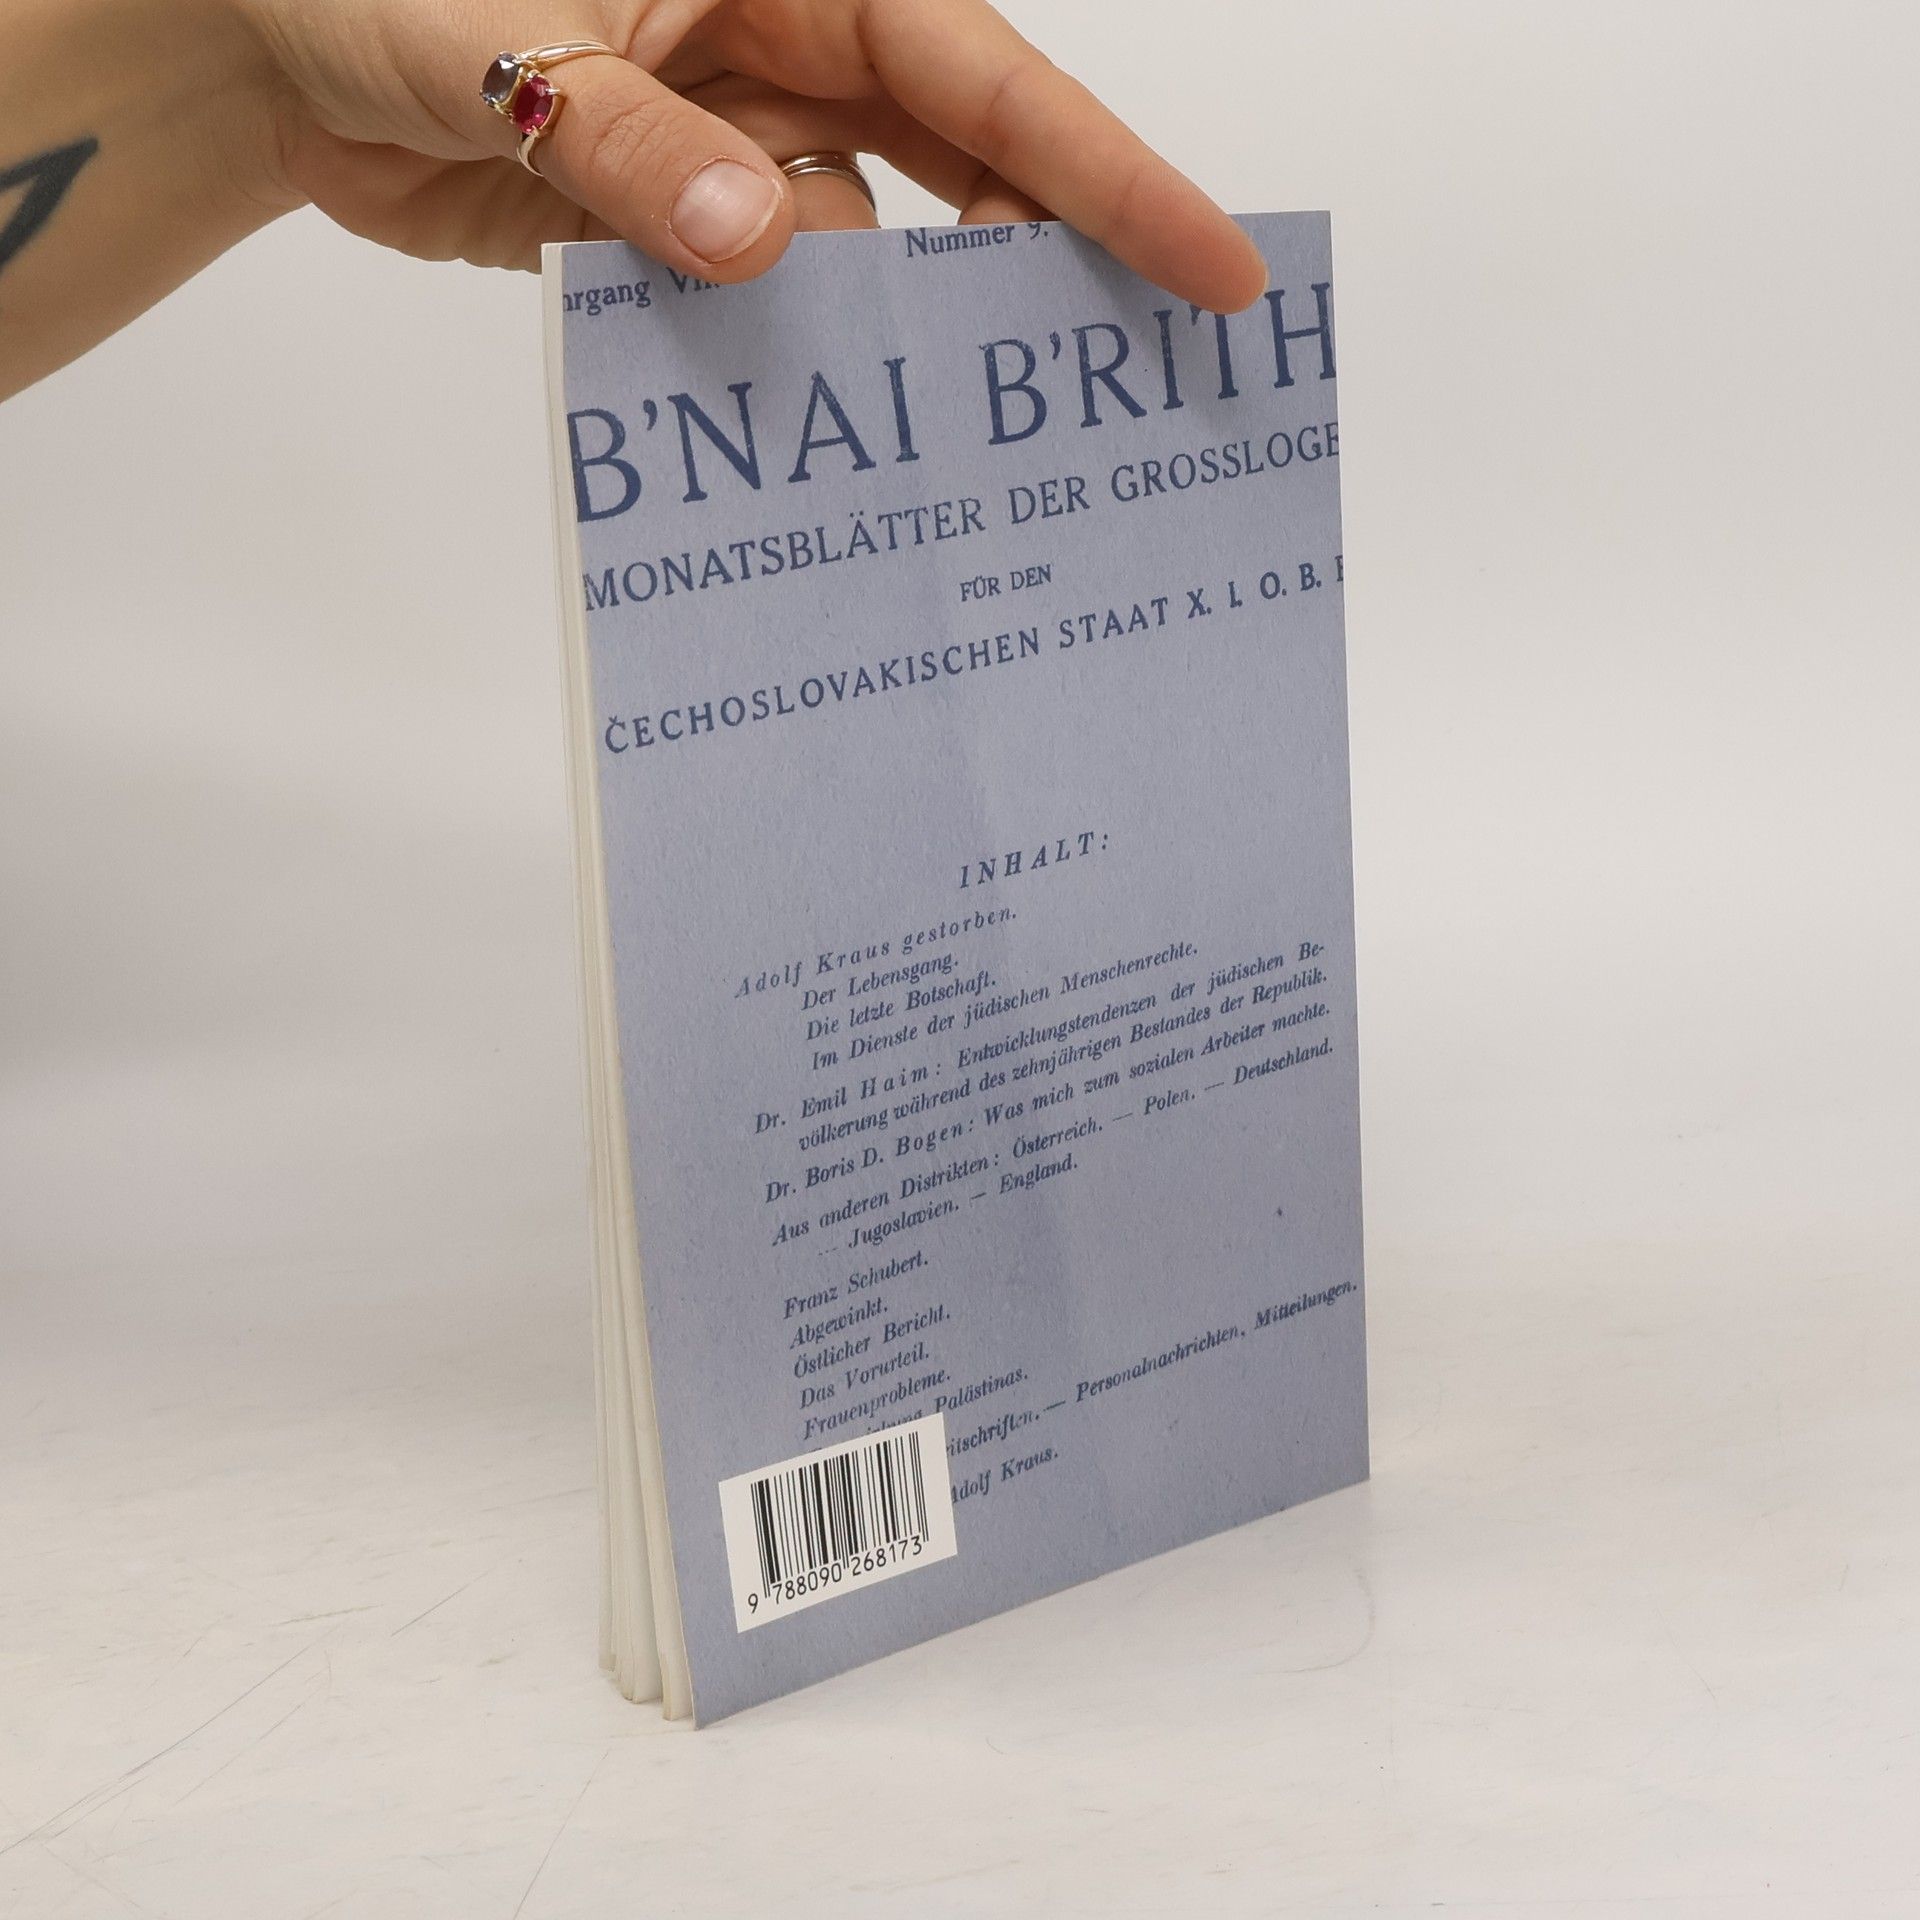 hrgang
Nummer 9.
B'NAI B'RITH
MONATSBLÄTTER DER GROSSLOGE
FÜR DEN
ČECHOSLOVAKISCHEN STAAT X. I. O. B.
INHALT:
Adolf Kraus gestorben.
Der Lebensgang.
Die letzte Botschaft.
Im Dienste der jüdischen Menschenrechte.
Dr. Emil Haim: Entwicklungstendenzen der jüdischen Be-
völkerung während des zehnjährigen Bestandes der Republik.
Dr. Boris D. Bogen: Was mich zum sozialen Arbeiter machte.
Aus anderen Distrikten: Österreich. — Polen. — Deutschland.
— Jugoslavien. — England.
Franz Schubert.
Abgewinkt.
Östlicher Bericht.
Das Vorurteil.
Frauenprobleme.
Palästinas.
itschriften. — Personalnachrichten, Mitteilungen.
Adolf Kraus.
9 788090 268173